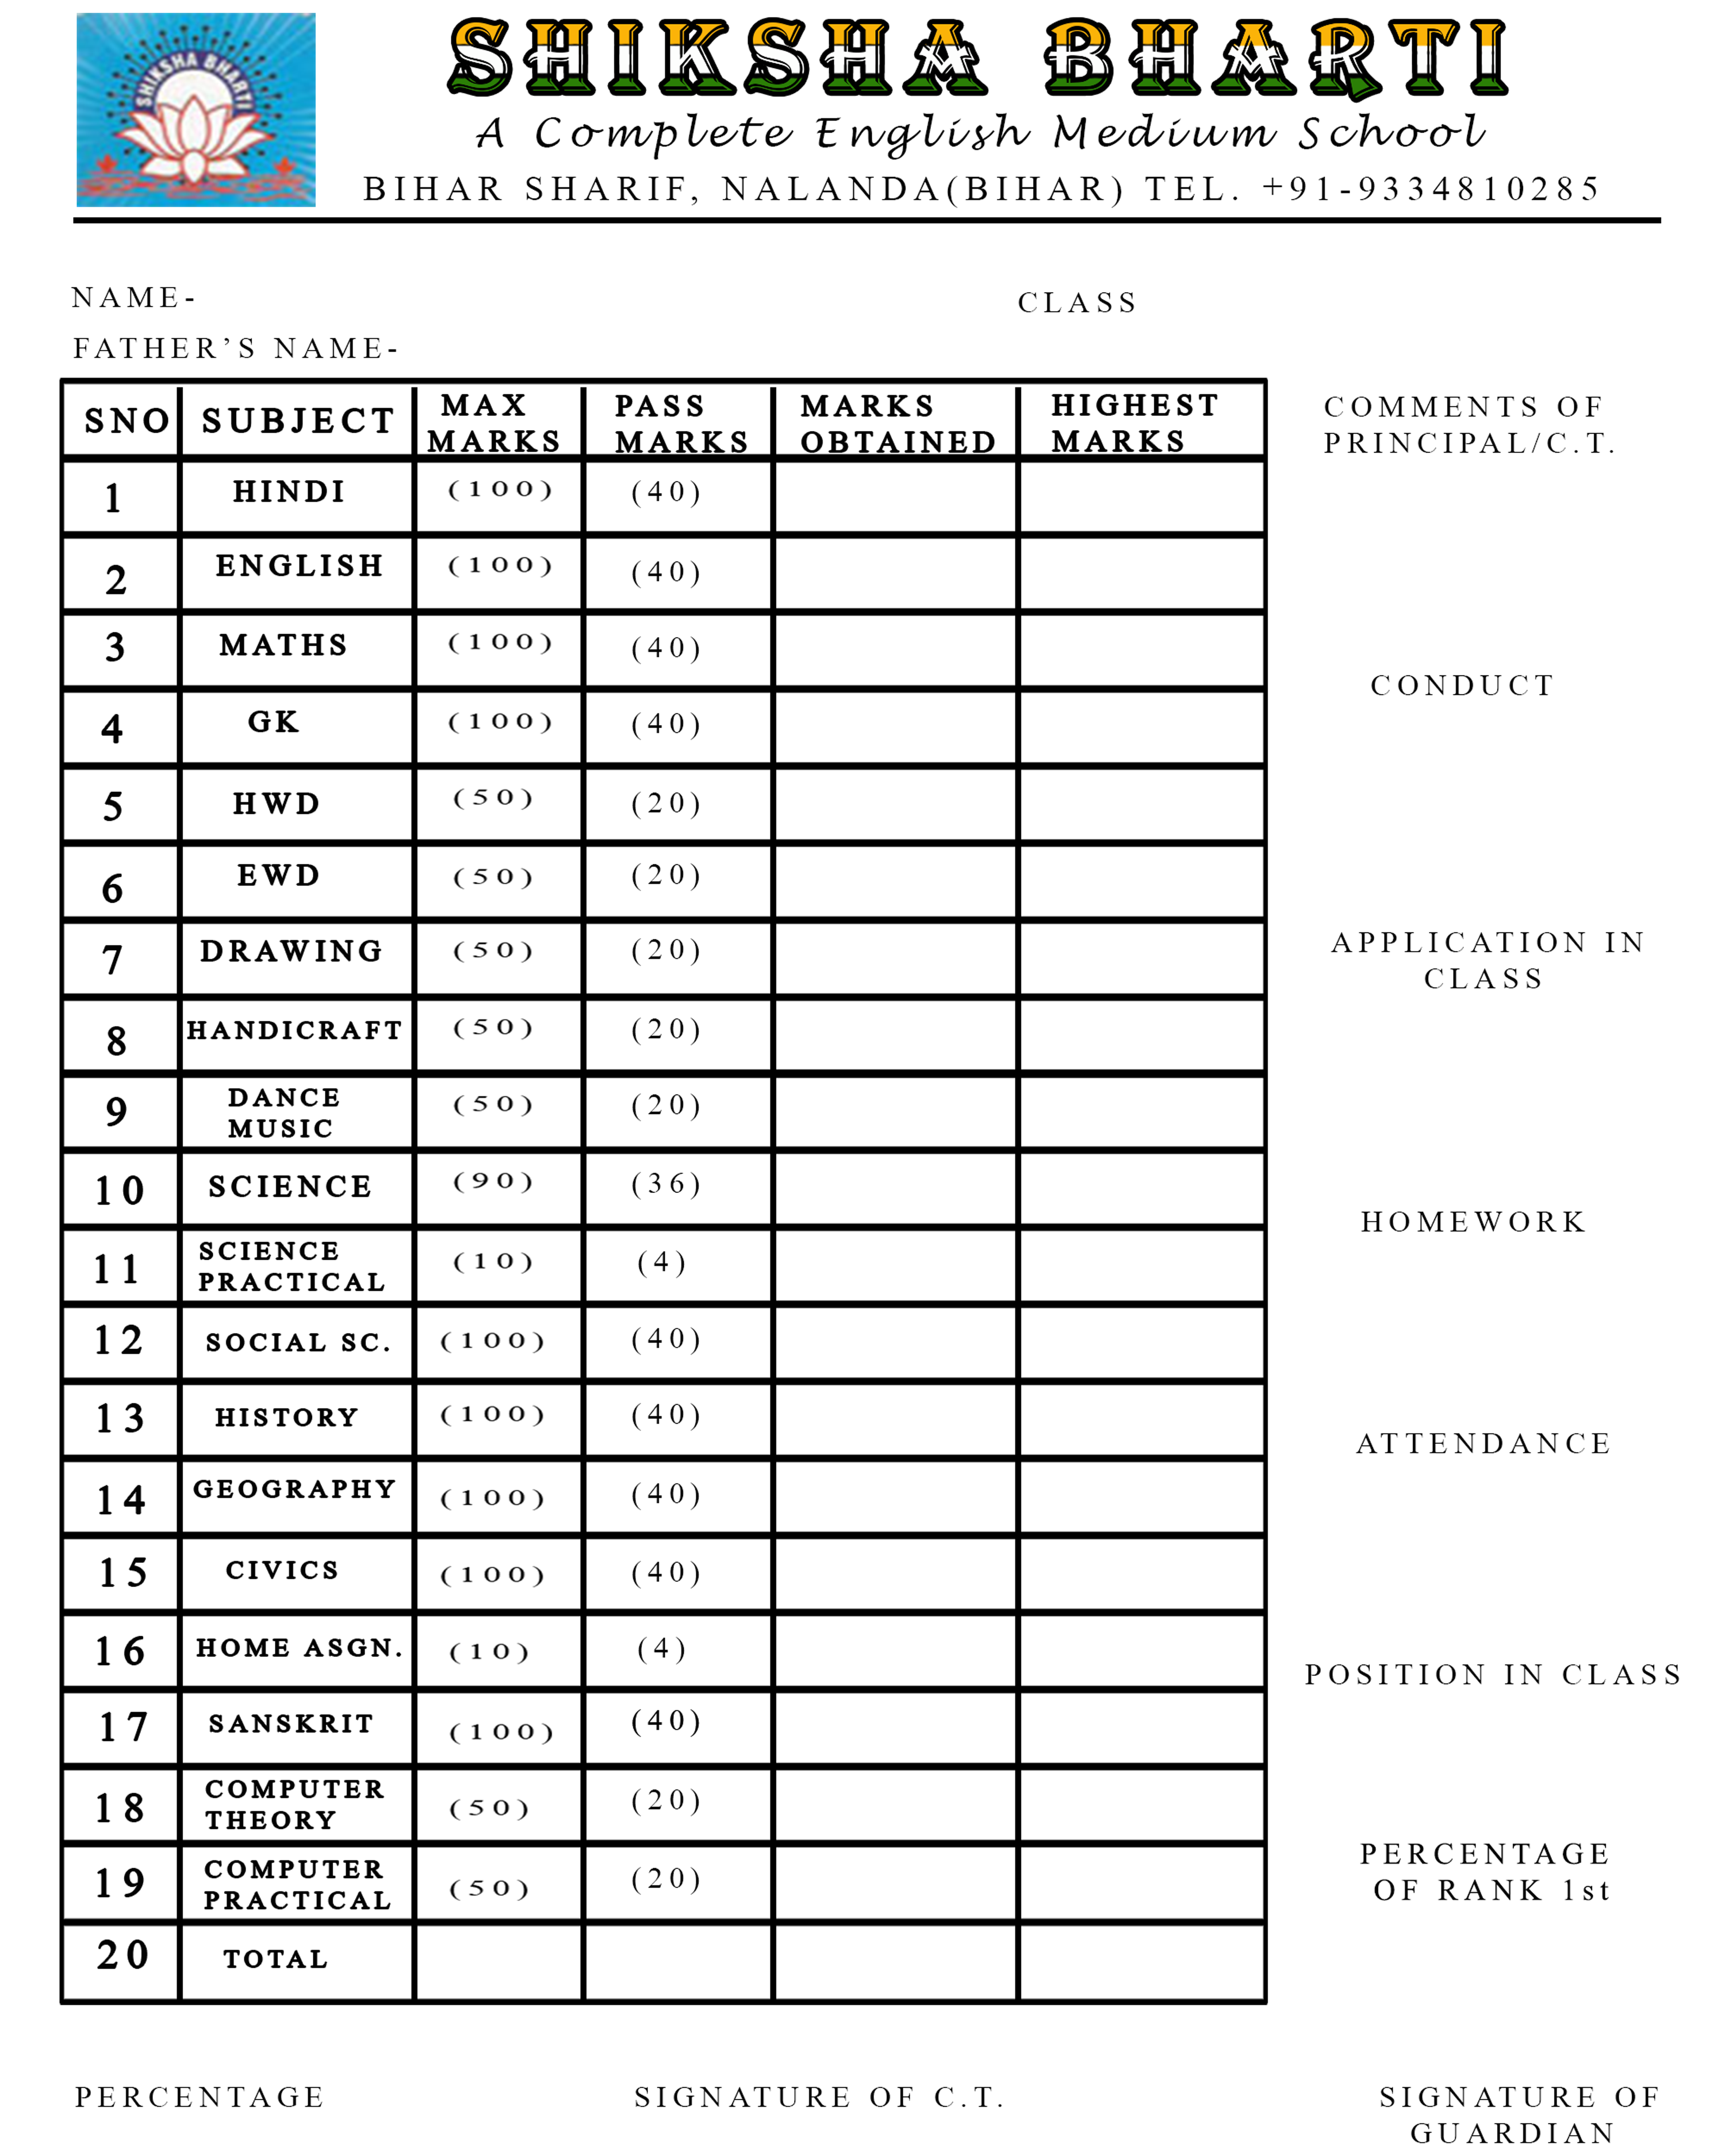 SHIKSHA BHARTI
SHIKSHA BHARTI
A Complete English Medium School
BIHAR SHARIF, NALANDA(BIHAR) TEL. +91-9334810285
NAME-
CLASS
FATHER’S NAME-
SNO SUBJECT MAX MARKS PASS MARKS MARKS OBTAINED HIGHEST MARKS
COMMENTS OF
PRINCIPAL/C.T.
1 HINDI (100) (40)
2 ENGLISH (100) (40)
3 MATHS (100) (40)
CONDUCT
4 GK (100) (40)
5 HWD (50) (20)
6 EWD (50) (20)
7 DRAWING (50) (20)
APPLICATION IN
CLASS
8 HANDICRAFT (50) (20)
9 DANCE MUSIC (50) (20)
10 SCIENCE (90) (36)
HOMEWORK
11 SCIENCE PRACTICAL (10) (4)
12 SOCIAL SC. (100) (40)
13 HISTORY (100) (40)
ATTENDANCE
14 GEOGRAPHY (100) (40)
15 CIVICS (100) (40)
16 HOME ASGN. (10) (4)
POSITION IN CLASS
17 SANSKRIT (100) (40)
18 COMPUTER THEORY (50) (20)
19 COMPUTER PRACTICAL (50) (20)
PERCENTAGE
OF RANK 1st
20 TOTAL
PERCENTAGE
SIGNATURE OF C.T.
SIGNATURE OF
GUARDIAN